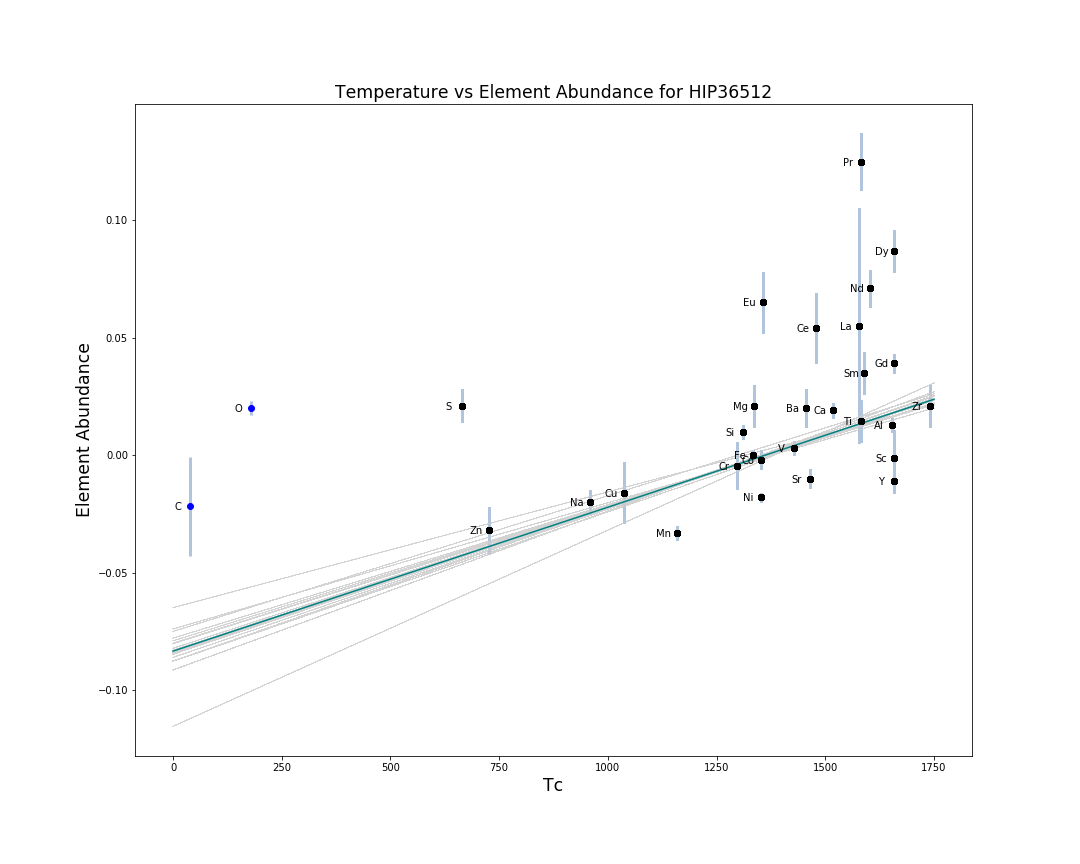 Temperature vs Element Abundance for HIP36512
Pr
0.10
Dy
Nd
Eu
0.05
Ce
La
Gd
Sm
O
S
Mg
Ba
Ca
Zr
Ti
Al
Si
0.00
Fe
V
Co
Sc
Cr
Sr
Y
Cu
Na
Ni
C
Zn
Mn
−0.05
−0.10
0 250 500 750 1000 1250 1500 1750
Tc
Element Abundance